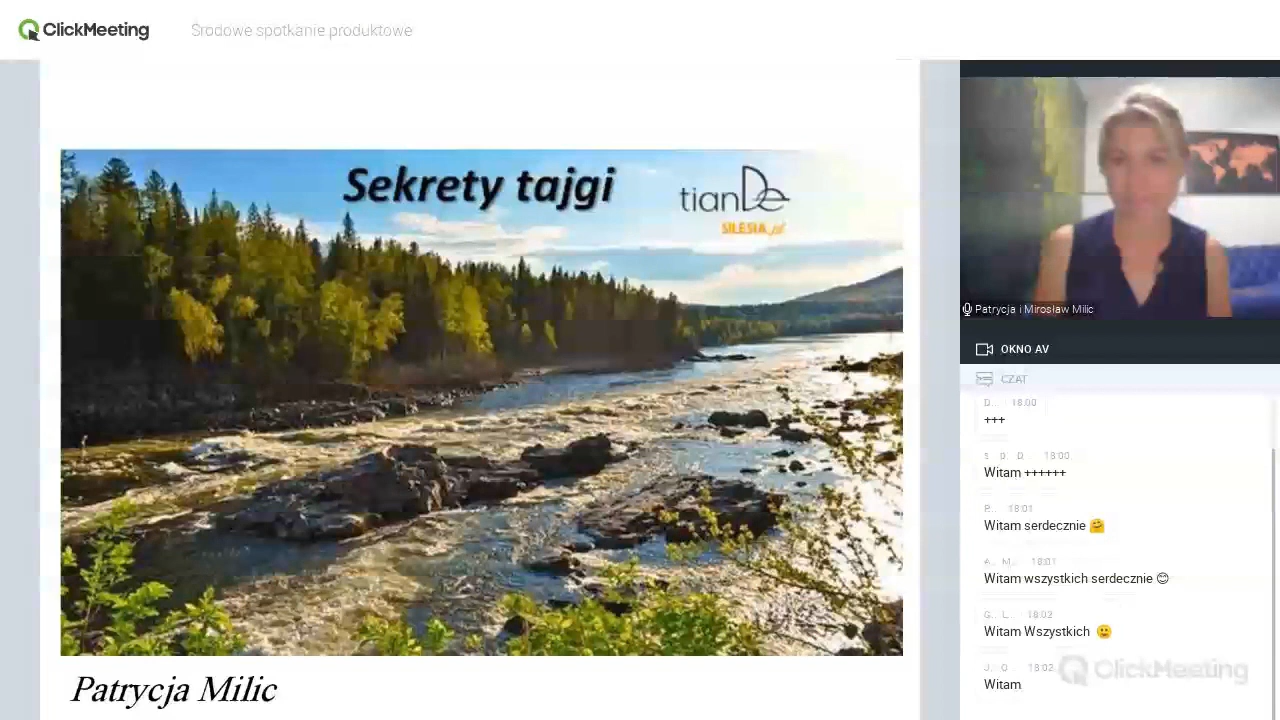 ClickMeeting
Środowe spotkanie produktowe
Sekrety tajgi
tianDe
SILESIA.pl
Patrycja Milic
Patrycja i Mirosław Milic
OKNO AV
CZAT
D... 18:00
+++
S... O... D... 18:00
Witam ++++++
P... 18:01
Witam serdecznie 🤗
A... M... 18:01
Witam wszystkich serdecznie 😊
G... L... 18:02
Witam Wszystkich 🙂
J... O... 18:02
Witam
ClickMeeting